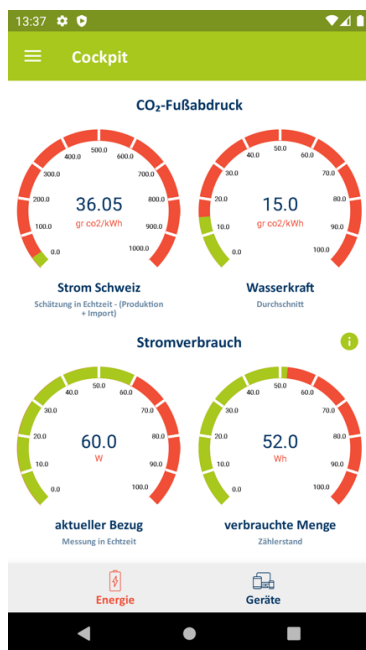 13:37
Cockpit
CO₂-Fußabdruck
0.0 100.0 200.0 300.0 400.0 500.0 600.0 700.0 800.0 900.0 1000.0
36.05
gr co2/kWh
Strom Schweiz
Schätzung in Echtzeit - (Produktion
+ Import)
0.0 10.0 20.0 30.0 40.0 50.0 60.0 70.0 80.0 90.0 100.0
15.0
gr co2/kWh
Wasserkraft
Durchschnitt
Stromverbrauch
i
0.0 10.0 20.0 30.0 40.0 50.0 60.0 70.0 80.0 90.0 100.0
60.0
W
aktueller Bezug
Messung in Echtzeit
0.0 10.0 20.0 30.0 40.0 50.0 60.0 70.0 80.0 90.0 100.0
52.0
Wh
verbrauchte Menge
Zählerstand
Energie
Geräte